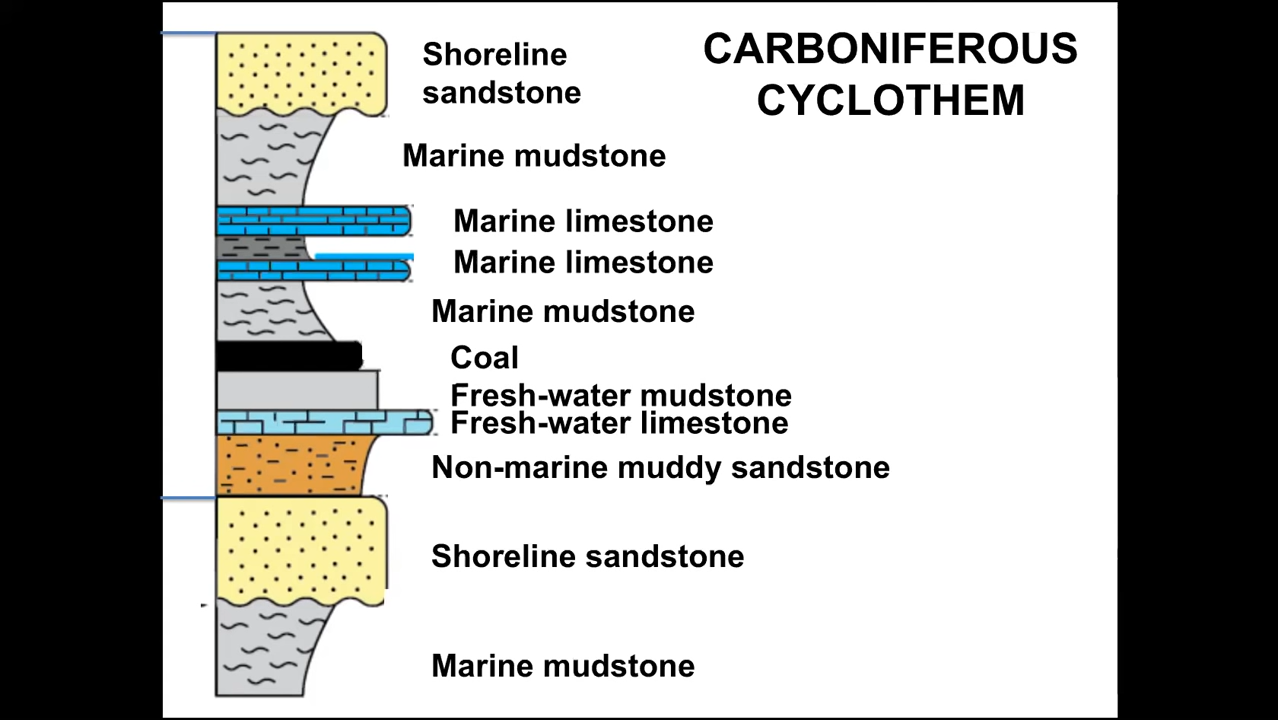 CARBONIFEROUS
CYCLOTHEM
Shoreline
sandstone
Marine mudstone
Marine limestone
Marine limestone
Marine mudstone
Coal
Fresh-water mudstone
Fresh-water limestone
Non-marine muddy sandstone
Shoreline sandstone
Marine mudstone